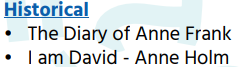 Historical
• The Diary of Anne Frank
• I am David - Anne Holm